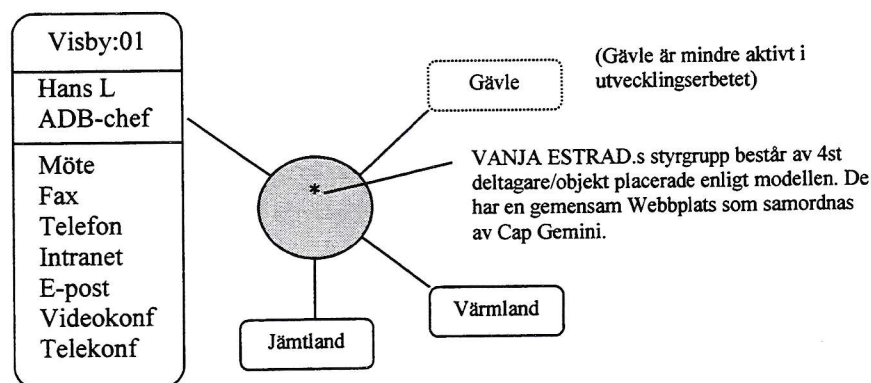 Visby:01
Hans L
ADB-chef
Möte
Fax
Telefon
Intranet
E-post
Videokonf
Telekonf
Gävle
(Gävle är mindre aktivt i
utvecklingserbetet)
*
VANJA ESTRAD.s styrgrupp består av 4st
deltagare/objekt placerade enligt modellen. De
har en gemensam Webbplats som samordnas
av Cap Gemini.
Värmland
Jämtland